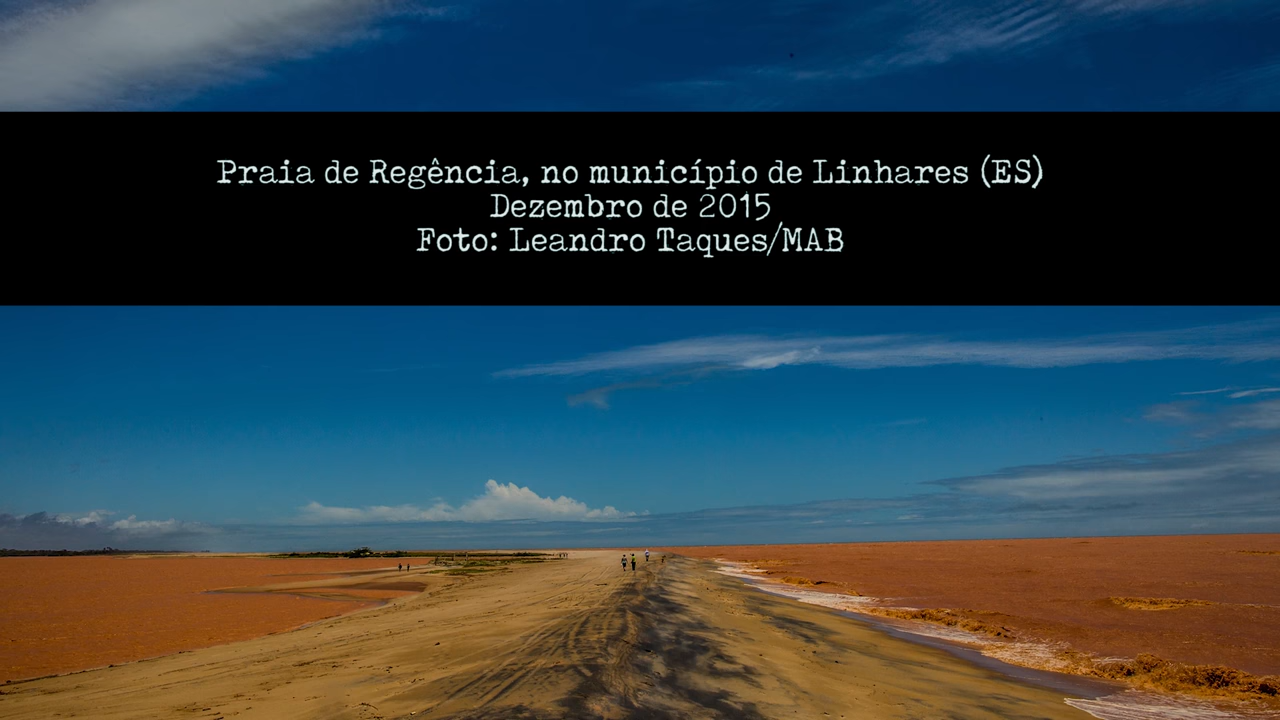 Praia de Regência, no município de Linhares (ES)
Dezembro de 2015
Foto: Leandro Taques/MAB